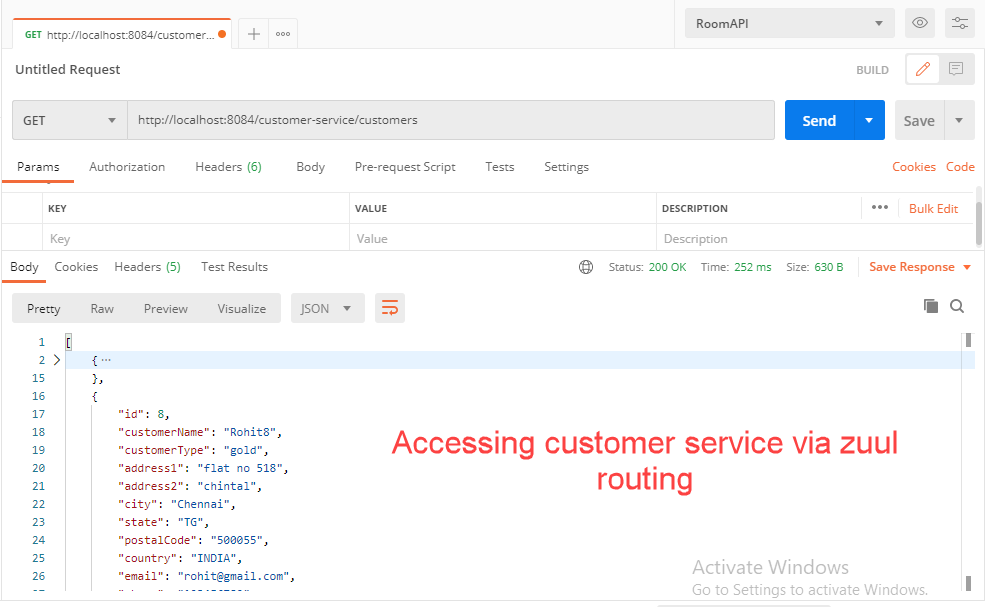 GET http://localhost:8084/customer... + ooo RoomAPI
Untitled Request BUILD
GET http://localhost:8084/customer-service/customers Send Save
Params Authorization Headers (6) Body Pre-request Script Tests Settings Cookies Code
KEY VALUE DESCRIPTION ••• Bulk Edit
Key Value Description
Body Cookies Headers (5) Test Results Status: 200 OK Time: 252 ms Size: 630 B Save Response
Pretty Raw Preview Visualize JSON
1 [
2 { ···
15 },
16 {
17 "id": 8,
18 "customerName": "Rohit8",
19 "customerType": "gold",
20 "address1": "flat no 518",
21 "address2": "chintal",
22 "city": "Chennai",
23 "state": "TG",
24 "postalCode": "500055",
25 "country": "INDIA",
26 "email": "rohit@gmail.com",
Accessing customer service via zuul
routing
Activate Windows
Go to Settings to activate Windows.